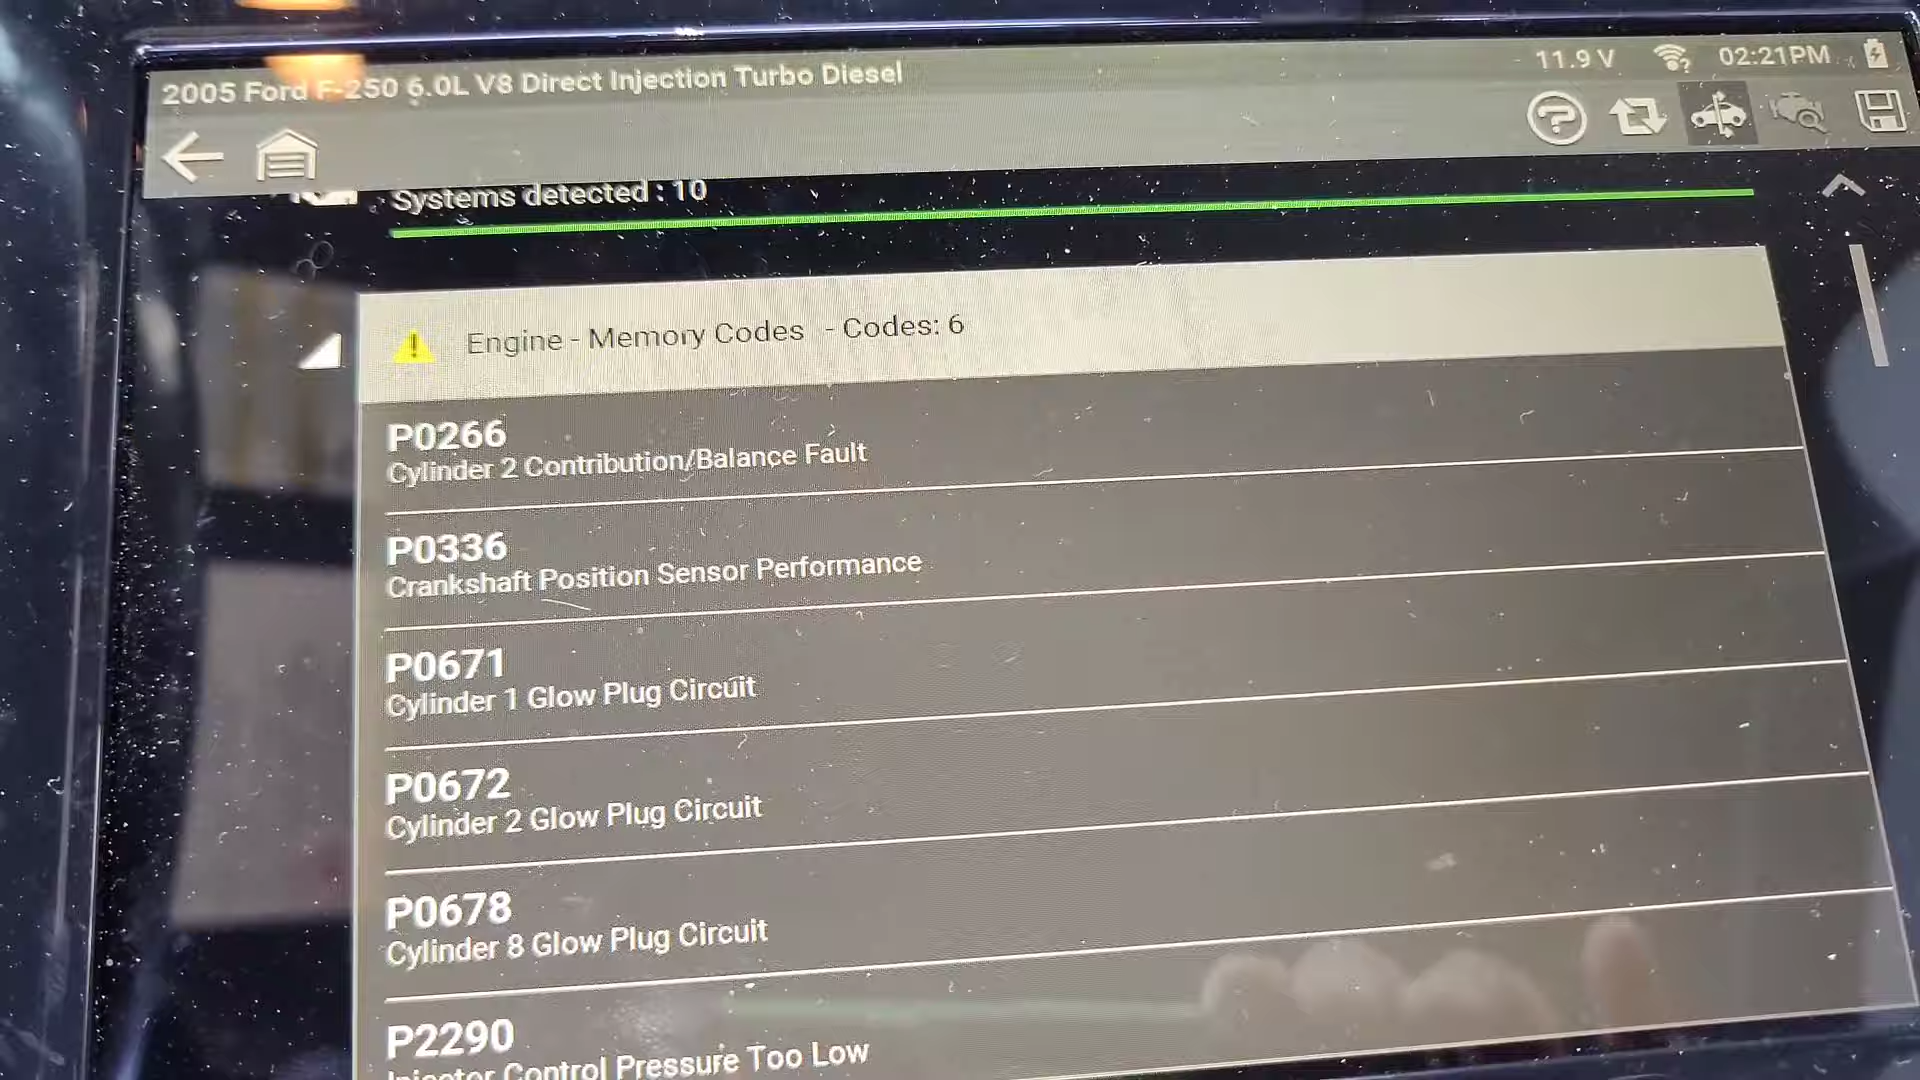 2005 Ford F-250 6.0L V8 Direct Injection Turbo Diesel
11.9 V
02:21PM
Systems detected : 10
Engine - Memory Codes - Codes: 6
P0266
Cylinder 2 Contribution/Balance Fault
P0336
Crankshaft Position Sensor Performance
P0671
Cylinder 1 Glow Plug Circuit
P0672
Cylinder 2 Glow Plug Circuit
P0678
Cylinder 8 Glow Plug Circuit
P2290
Injector Control Pressure Too Low